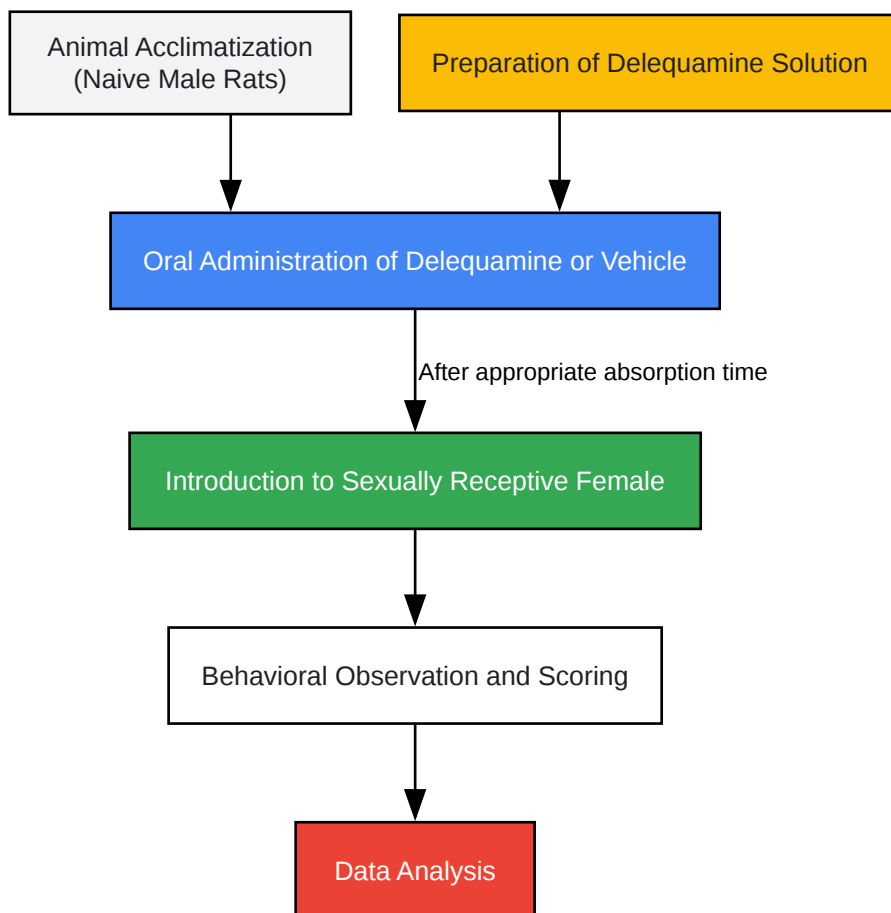 Animal Acclimatization
(Naive Male Rats)
Preparation of Delequamine Solution
Oral Administration of Delequamine or Vehicle
After appropriate absorption time
Introduction to Sexually Receptive Female
Behavioral Observation and Scoring
Data Analysis